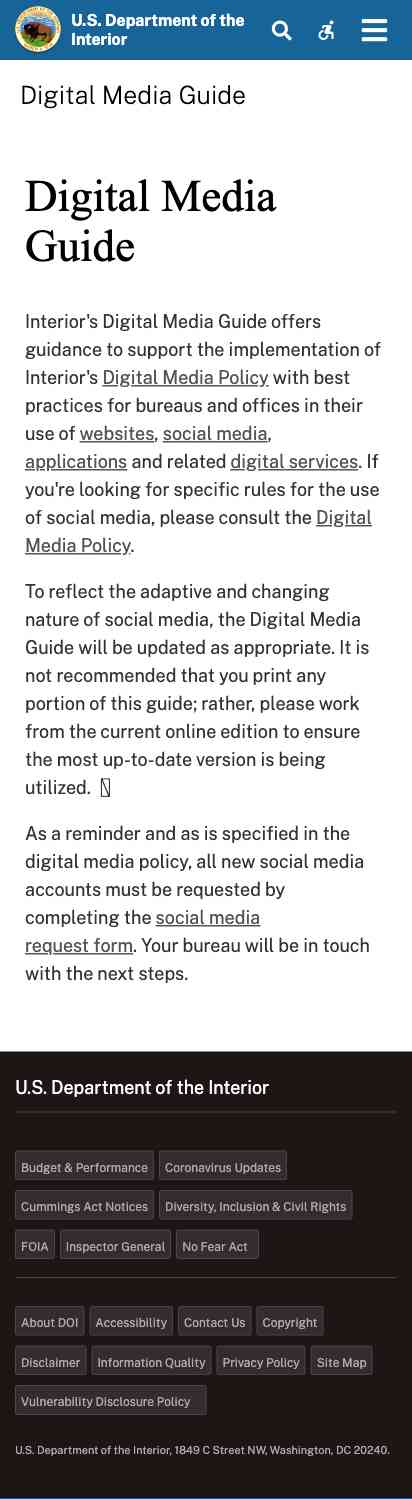 U.S. Department of the
Interior
Digital Media Guide
Digital Media
Guide
Interior's Digital Media Guide offers
guidance to support the implementation of
Interior's Digital Media Policy with best
practices for bureaus and offices in their
use of websites, social media,
applications and related digital services. If
you're looking for specific rules for the use
of social media, please consult the Digital
Media Policy.
To reflect the adaptive and changing
nature of social media, the Digital Media
Guide will be updated as appropriate. It is
not recommended that you print any
portion of this guide; rather, please work
from the current online edition to ensure
the most up-to-date version is being
utilized.
As a reminder and as is specified in the
digital media policy, all new social media
accounts must be requested by
completing the social media
request form. Your bureau will be in touch
with the next steps.
U.S. Department of the Interior
Budget & Performance Coronavirus Updates
Cummings Act Notices Diversity, Inclusion & Civil Rights
FOIA Inspector General No Fear Act
About DOI Accessibility Contact Us Copyright
Disclaimer Information Quality Privacy Policy Site Map
Vulnerability Disclosure Policy
U.S. Department of the Interior, 1849 C Street NW, Washington, DC 20240.